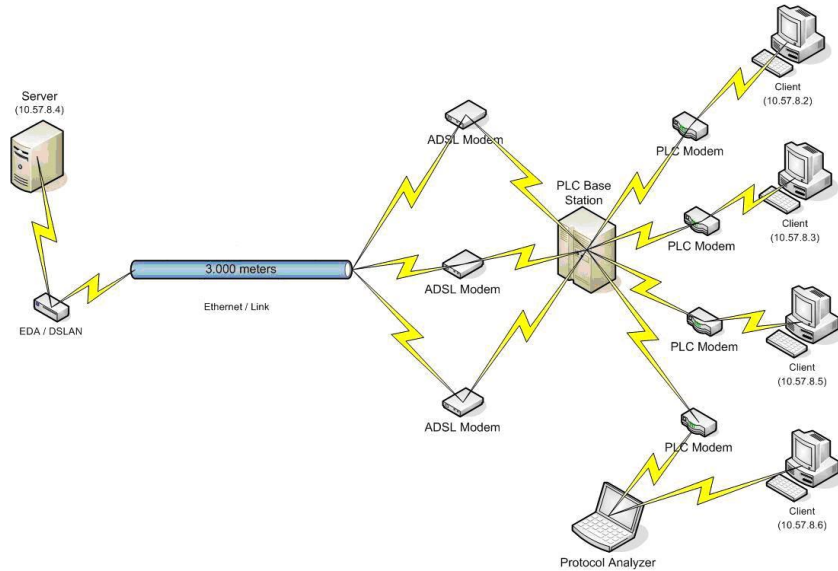 Server
(10.57.8.4)
EDA / DSLAN
3.000 meters
Ethernet / Link
ADSL Modem
ADSL Modem
ADSL Modem
PLC Base
Station
PLC Modem
PLC Modem
PLC Modem
PLC Modem
Client
(10.57.8.2)
Client
(10.57.8.3)
Client
(10.57.8.5)
Client
(10.57.8.6)
Protocol Analyzer